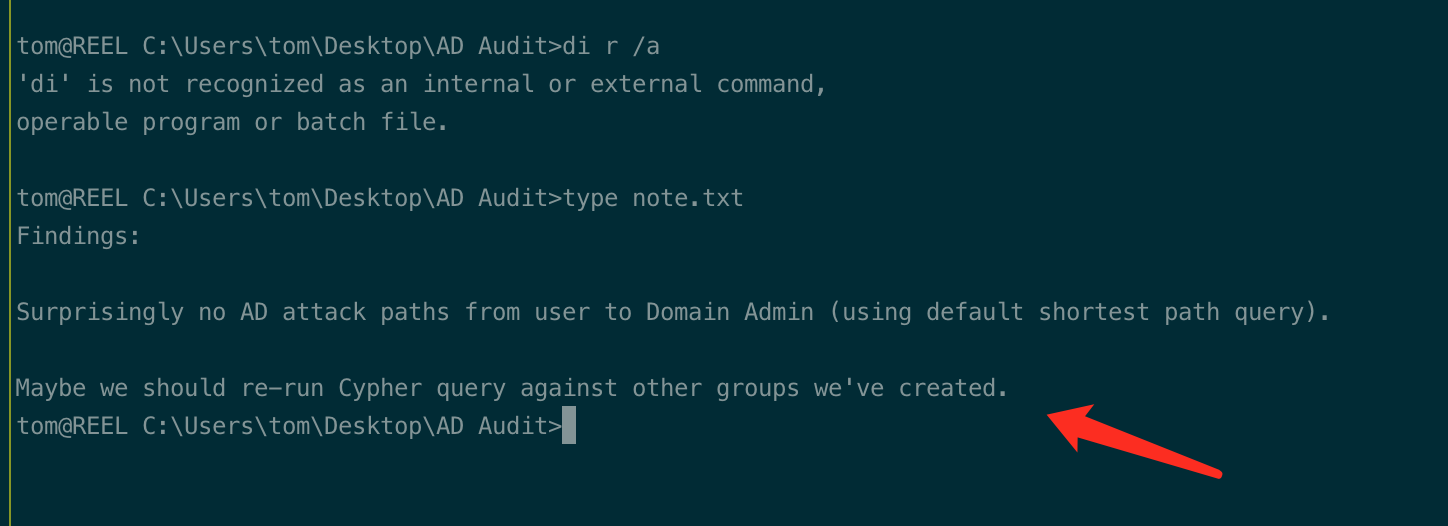 tom@REEL C:\Users\tom\Desktop\AD Audit>di r /a
'di' is not recognized as an internal or external command,
operable program or batch file.
tom@REEL C:\Users\tom\Desktop\AD Audit>type note.txt
Findings:
Surprisingly no AD attack paths from user to Domain Admin (using default shortest path query).
Maybe we should re-run Cypher query against other groups we've created.
tom@REEL C:\Users\tom\Desktop\AD Audit>